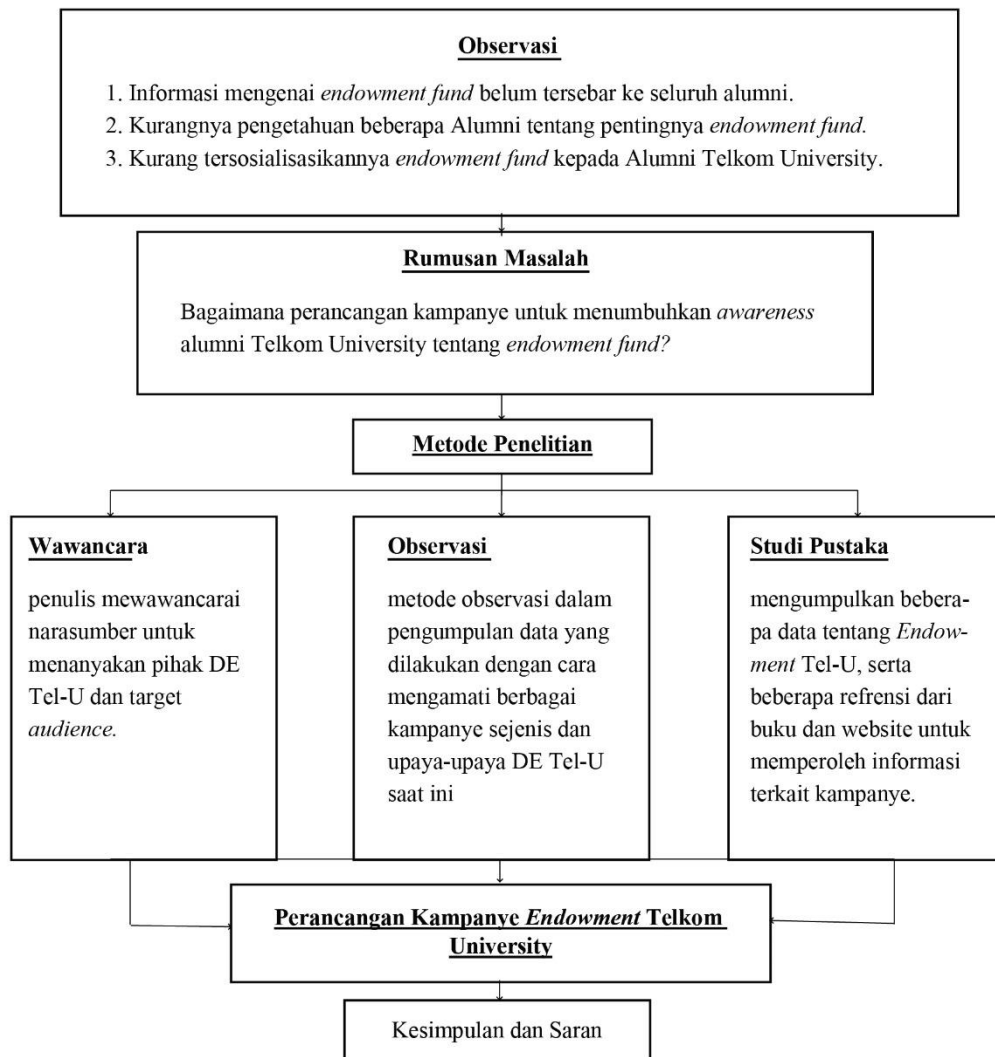 Observasi
1. Informasi mengenai endowment fund belum tersebar ke seluruh alumni.
2. Kurangnya pengetahuan beberapa Alumni tentang pentingnya endowment fund.
3. Kurang tersosialisasikannya endowment fund kepada Alumni Telkom University.
Rumusan Masalah
Bagaimana perancangan kampanye untuk menumbuhkan awareness
alumni Telkom University tentang endowment fund?
Metode Penelitian
Wawancara
penulis mewawancarai
narasumber untuk
menanyakan pihak DE
Tel-U dan target
audience.
Observasi
metode observasi dalam
pengumpulan data yang
dilakukan dengan cara
mengamati berbagai
kampanye sejenis dan
upaya-upaya DE Tel-U
saat ini
Studi Pustaka
mengumpulkan bebera-
pa data tentang Endow-
ment Tel-U, serta
beberapa refrensi dari
buku dan website untuk
memperoleh informasi
terkait kampanye.
Perancangan Kampanye Endowment Telkom
University
Kesimpulan dan Saran